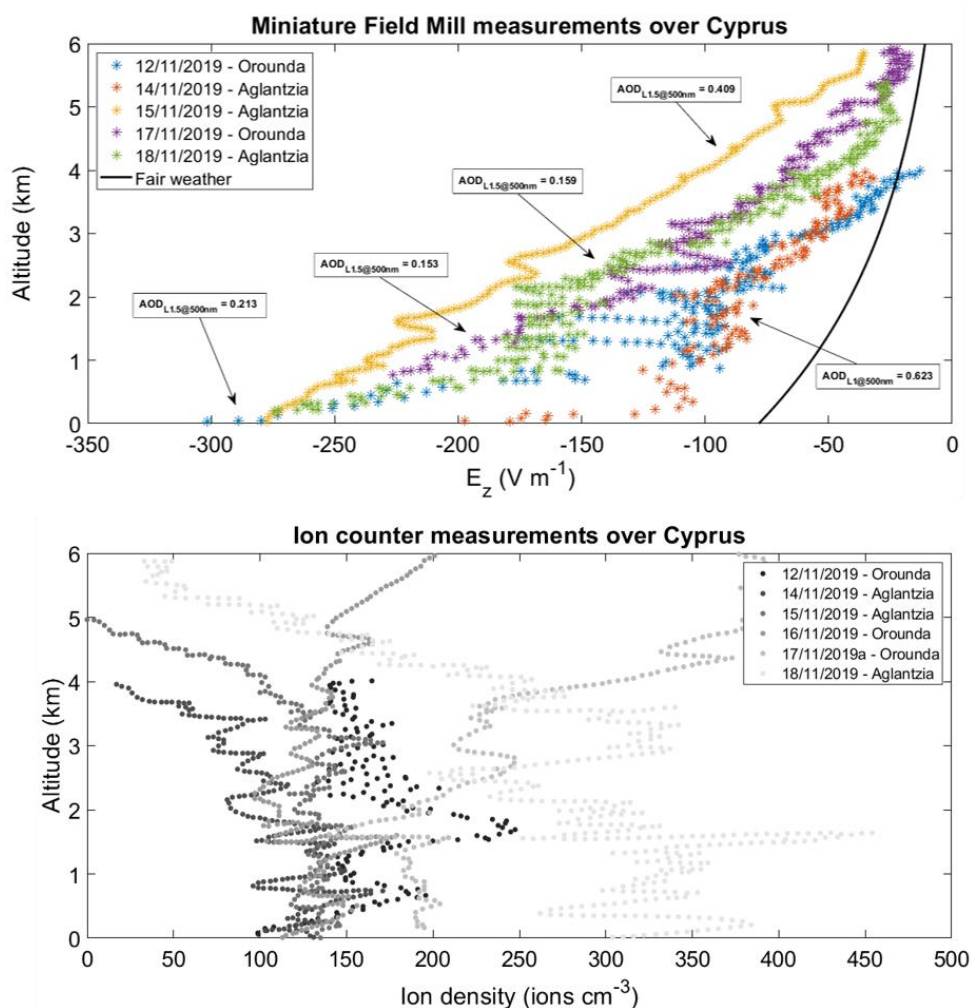 Miniature Field Mill measurements over Cyprus
6
5
4
3
2
1
0
Altitude (km)
12/11/2019 - Orounda
14/11/2019 - Aglantzia
15/11/2019 - Aglantzia
17/11/2019 - Orounda
18/11/2019 - Aglantzia
Fair weather
AOD L1.5@500nm = 0.409
AOD L1.5@500nm = 0.159
AOD L1.5@500nm = 0.153
AOD L1.5@500nm = 0.213
AOD L1@500nm = 0.623
-350 -300 -250 -200 -150 -100 -50 0
E_z (V m^-1)
Ion counter measurements over Cyprus
6
5
4
3
2
1
0
Altitude (km)
12/11/2019 - Orounda
14/11/2019 - Aglantzia
15/11/2019 - Aglantzia
16/11/2019 - Orounda
17/11/2019a - Orounda
18/11/2019 - Aglantzia
0 50 100 150 200 250 300 350 400 450 500
Ion density (ions cm^-3)